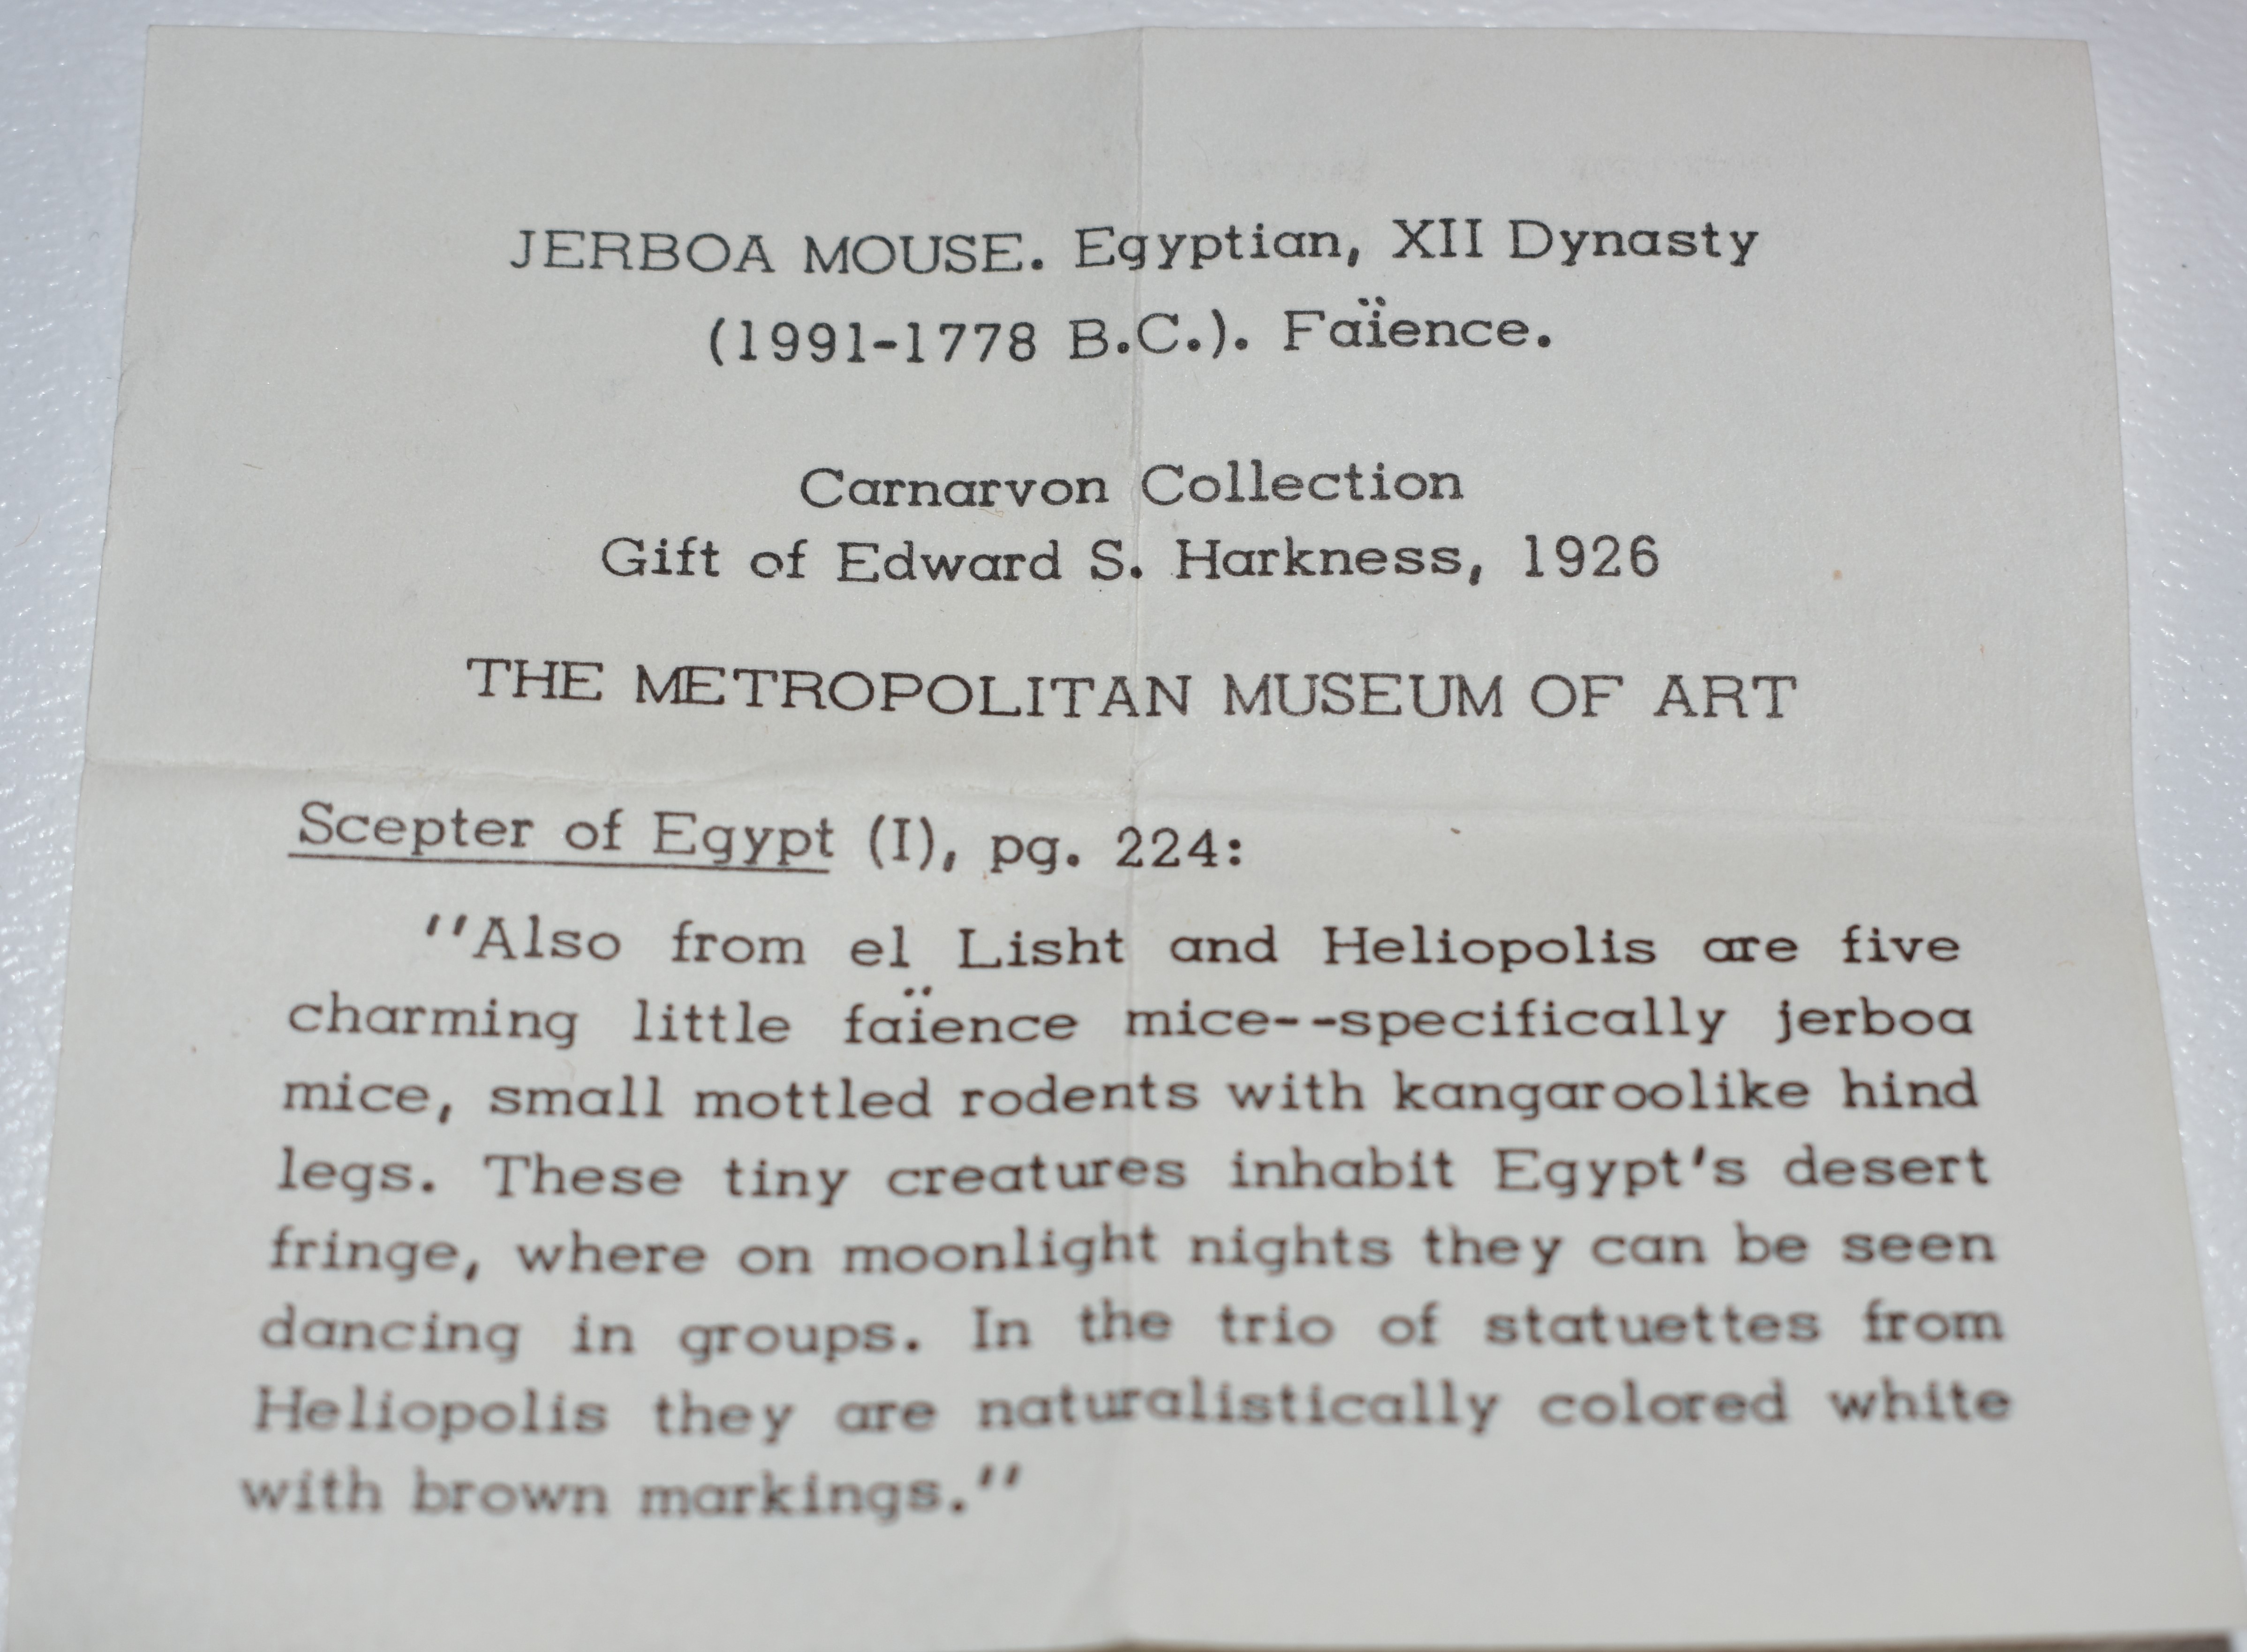 JERBOA MOUSE. Egyptian, XII Dynasty
(1991-1778 B.C.). Faïence.
Carnarvon Collection
Gift of Edward S. Harkness, 1926
THE METROPOLITAN MUSEUM OF ART
Scepter of Egypt (I), pg. 224:
"Also from el Lisht and Heliopolis are five
charming little faïence mice--specifically jerboa
mice, small mottled rodents with kangaroolike hind
legs. These tiny creatures inhabit Egypt's desert
fringe, where on moonlight nights they can be seen
dancing in groups. In the trio of statuettes from
Heliopolis they are naturalistically colored white
with brown markings."